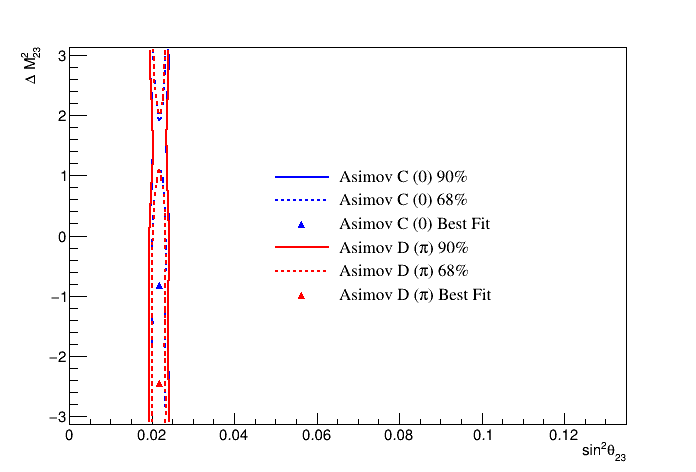 Δ M²₂₃
3
2
1
0
−1
−2
−3
Asimov C (0) 90%
Asimov C (0) 68%
Asimov C (0) Best Fit
Asimov D (π) 90%
Asimov D (π) 68%
Asimov D (π) Best Fit
0 0.02 0.04 0.06 0.08 0.1 0.12
sin²θ₂₃